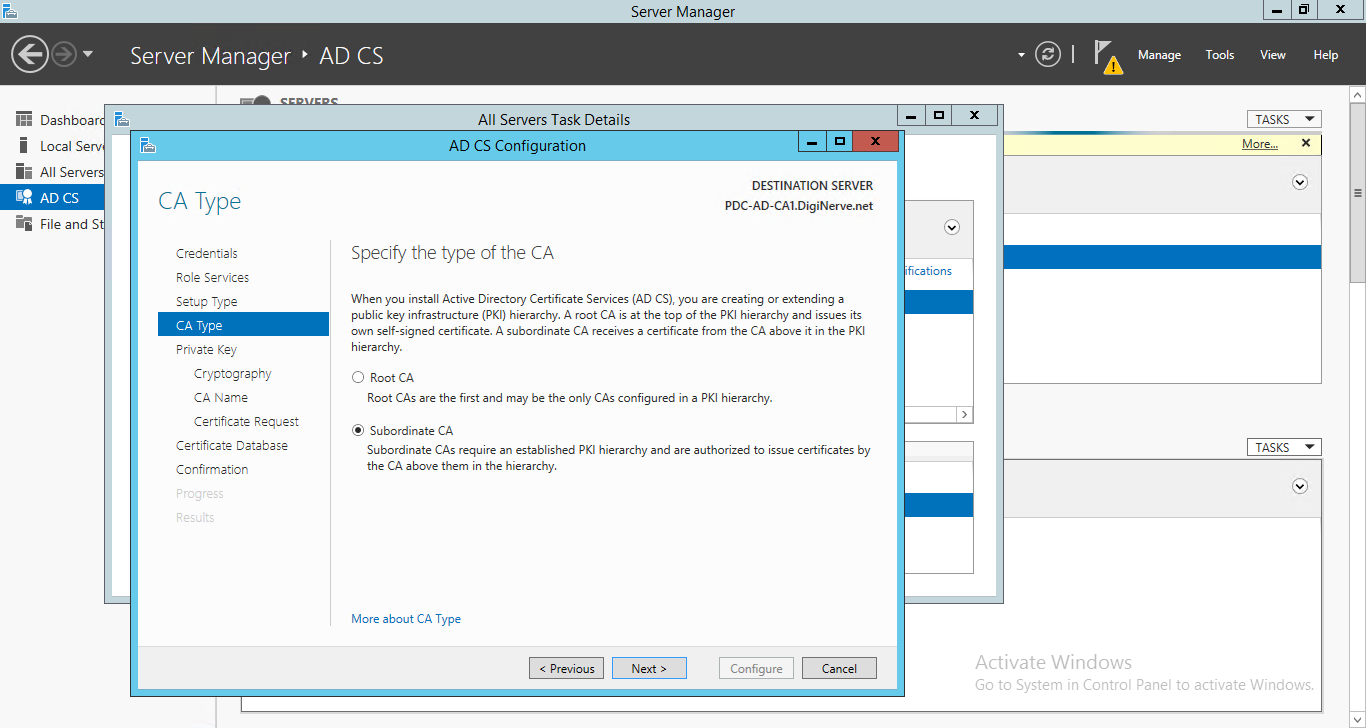 Server Manager
Server Manager ‣ AD CS
Manage Tools View Help
Dashboard
Local Serve
All Servers
AD CS
File and St
SERVERS
TASKS
More...
All Servers Task Details
ifications
AD CS Configuration
CA Type
DESTINATION SERVER
PDC-AD-CA1.DigiNerve.net
Credentials
Role Services
Setup Type
CA Type
Private Key
Cryptography
CA Name
Certificate Request
Certificate Database
Confirmation
Progress
Results
Specify the type of the CA
When you install Active Directory Certificate Services (AD CS), you are creating or extending a
public key infrastructure (PKI) hierarchy. A root CA is at the top of the PKI hierarchy and issues its
own self-signed certificate. A subordinate CA receives a certificate from the CA above it in the PKI
hierarchy.
Root CA
Root CAs are the first and may be the only CAs configured in a PKI hierarchy.
Subordinate CA
Subordinate CAs require an established PKI hierarchy and are authorized to issue certificates by
the CA above them in the hierarchy.
More about CA Type
< Previous Next > Configure Cancel
TASKS
Activate Windows
Go to System in Control Panel to activate Windows.